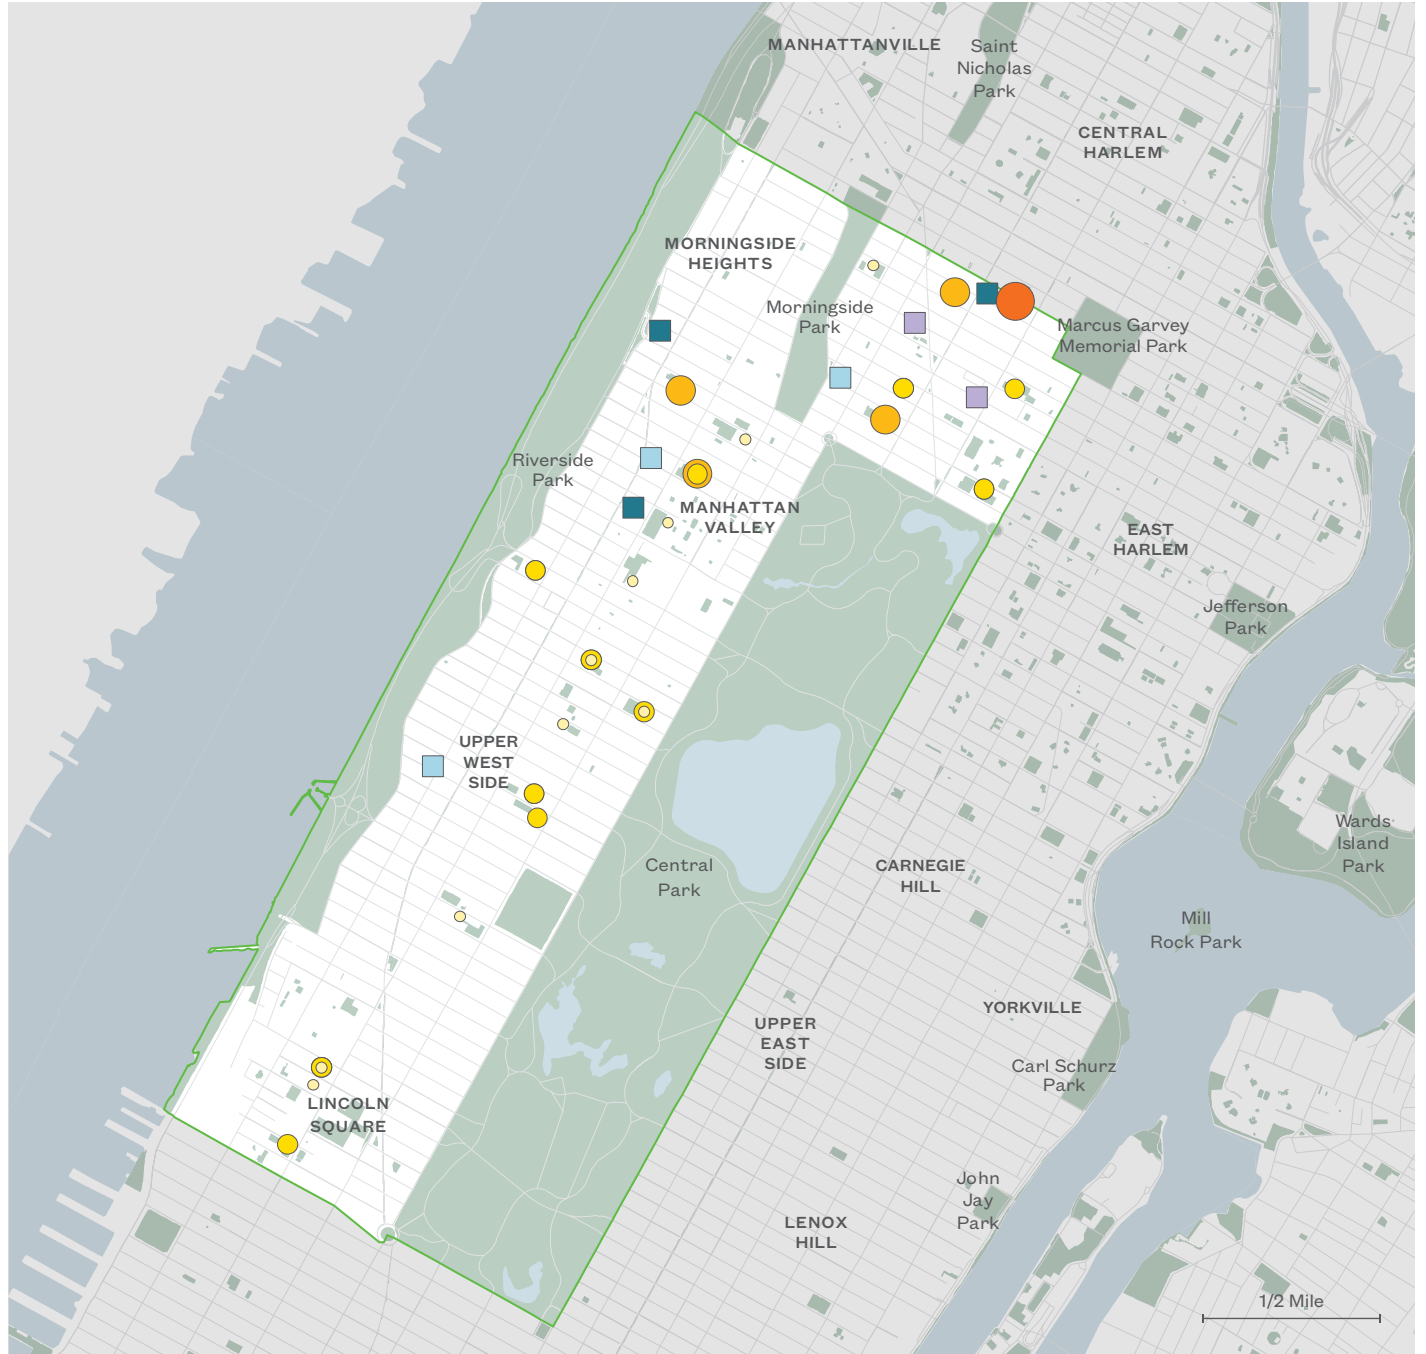 MANHATTANVILLE
Saint
Nicholas
Park
CENTRAL
HARLEM
MORNINGSIDE
HEIGHTS
Morningside
Park
Marcus Garvey
Memorial Park
Riverside
Park
MANHATTAN
VALLEY
EAST
HARLEM
Jefferson
Park
UPPER
WEST
SIDE
Wards
Island
Park
Central
Park
CARNEGIE
HILL
Mill
Rock Park
YORKVILLE
UPPER
EAST
SIDE
Carl Schurz
Park
LINCOLN
SQUARE
John
Jay
Park
LENOX
HILL
1/2 Mile